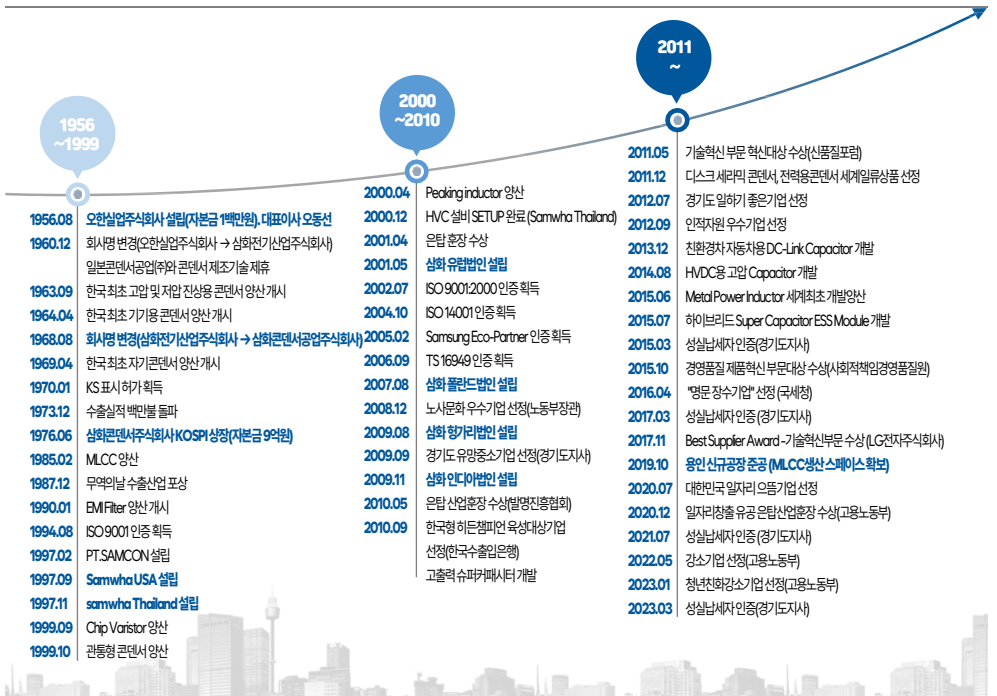 1956
~1999
1956.08 오한실업주식회사 설립(자본금 1백만원). 대표이사 오동선
1960.12 회사명 변경(오한실업주식회사 → 삼화전기산업주식회사)
일본콘덴서공업(주)와 콘덴서 제조기술 제휴
1963.09 한국 최초 고압 및 저압 진상용 콘덴서 양산 개시
1964.04 한국 최초 기기용 콘덴서 양산 개시
1968.08 회사명 변경(삼화전기산업주식회사 → 삼화콘덴서공업주식회사)
1969.04 한국 최초 자기콘덴서 양산 개시
1970.01 KS 표시 허가 획득
1973.12 수출실적 백만불 돌파
1976.06 삼화콘덴서주식회사 KOSPI 상장(자본금 9억원)
1985.02 MLCC 양산
1987.12 무역의날 수출산업 포상
1990.01 EMI Filter 양산 개시
1994.08 ISO 9001 인증 획득
1997.02 PT.SAMCON 설립
1997.09 Samwha USA 설립
1997.11 samwha Thailand 설립
1999.09 Chip Varistor 양산
1999.10 관통형 콘덴서 양산
2000
~2010
2000.04 Peaking inductor 양산
2000.12 HVC 설비 SETUP 완료 (Samwha Thailand)
2001.04 은탑 훈장 수상
2001.05 삼화 유럽법인 설립
2002.07 ISO 9001:2000 인증 획득
2004.10 ISO 14001 인증 획득
2005.02 Samsung Eco-Partner 인증 획득
2006.09 TS 16949 인증 획득
2007.08 삼화 폴란드법인 설립
2008.12 노사문화 우수기업 선정(노동부장관)
2009.08 삼화 헝가리법인 설립
2009.09 경기도 유망중소기업 선정(경기도지사)
2009.11 삼화 인디아법인 설립
2010.05 은탑 산업훈장 수상(발명진흥협회)
2010.09 한국형 히든챔피언 육성대상기업
선정(한국수출입은행)
고출력 슈퍼커패시터 개발
2011
~
2011.05 기술혁신 부문 혁신대상 수상(신품질포럼)
2011.12 디스크 세라믹 콘덴서, 전력용콘덴서 세계일류상품 선정
2012.07 경기도 일하기 좋은기업 선정
2012.09 인적자원 우수기업 선정
2013.12 친환경차 자동차용 DC-Link Capacitor 개발
2014.08 HVDC용 고압 Capacitor 개발
2015.06 Metal Power Inductor 세계최초 개발양산
2015.07 하이브리드 Super Capacitor ESS Module 개발
2015.03 성실납세자 인증(경기도지사)
2015.10 경영품질 제품혁신 부문대상 수상(사회적책임경영품질원)
2016.04 "명문 장수기업" 선정 (국세청)
2017.03 성실납세자 인증 (경기도지사)
2017.11 Best Supplier Award - 기술혁신부문 수상 (LG전자주식회사)
2019.10 용인 신규공장 준공 (MLCC생산 스페이스 확보)
2020.07 대한민국 일자리 으뜸기업 선정
2020.12 일자리창출 유공 은탑산업훈장 수상(고용노동부)
2021.07 성실납세자 인증 (경기도지사)
2022.05 강소기업 선정(고용노동부)
2023.01 청년친화강소기업 선정(고용노동부)
2023.03 성실납세자 인증(경기도지사)